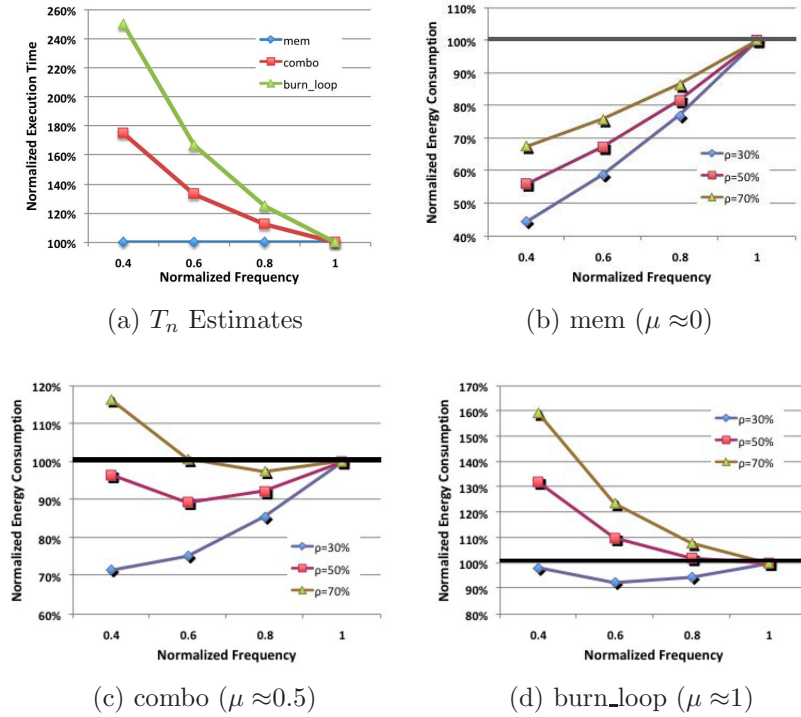 260%
240%
220%
200%
180%
160%
140%
120%
100%
Normalized Execution Time
mem
combo
burn_loop
0.4 0.6 0.8 1
Normalized Frequency
(a) Tn Estimates
110%
100%
90%
80%
70%
60%
50%
40%
Normalized Energy Consumption
ρ=30%
ρ=50%
ρ=70%
0.4 0.6 0.8 1
Normalized Frequency
(b) mem (μ ≈0)
120%
110%
100%
90%
80%
70%
60%
Normalized Energy Consumption
ρ=30%
ρ=50%
ρ=70%
0.4 0.6 0.8 1
Normalized Frequency
(c) combo (μ ≈0.5)
170%
160%
150%
140%
130%
120%
110%
100%
90%
80%
Normalized Energy Consumption
ρ=30%
ρ=50%
ρ=70%
0.4 0.6 0.8 1
Normalized Frequency
(d) burn_loop (μ ≈1)